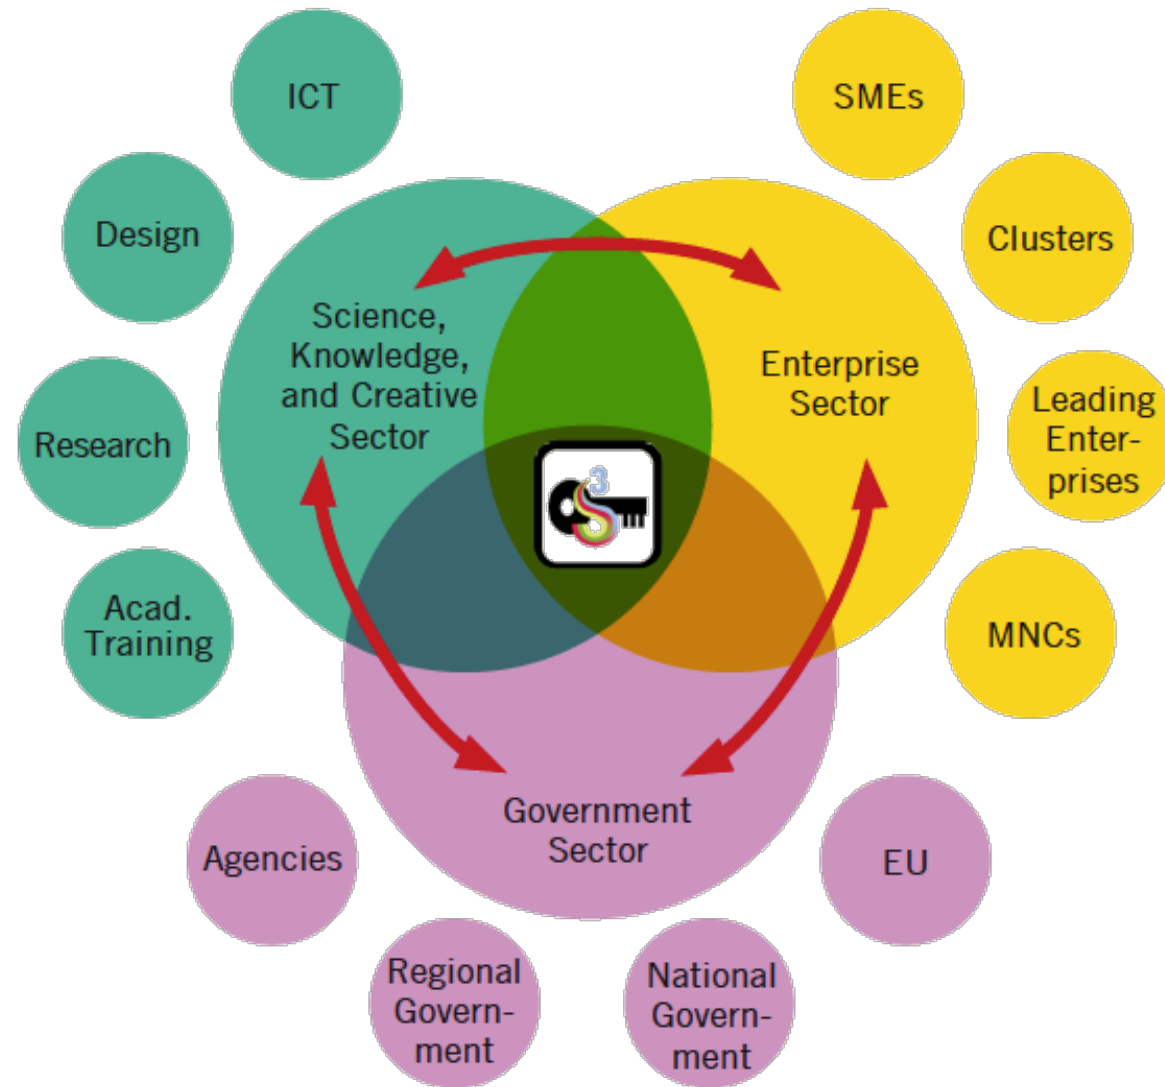 ICT
SMEs
Design
Clusters
Science,
Knowledge,
and Creative
Sector
Enterprise
Sector
Research
Leading
Enter-
prises
3
Acad.
Training
MNCs
Government
Sector
Agencies
EU
Regional
Govern-
ment
National
Govern-
ment